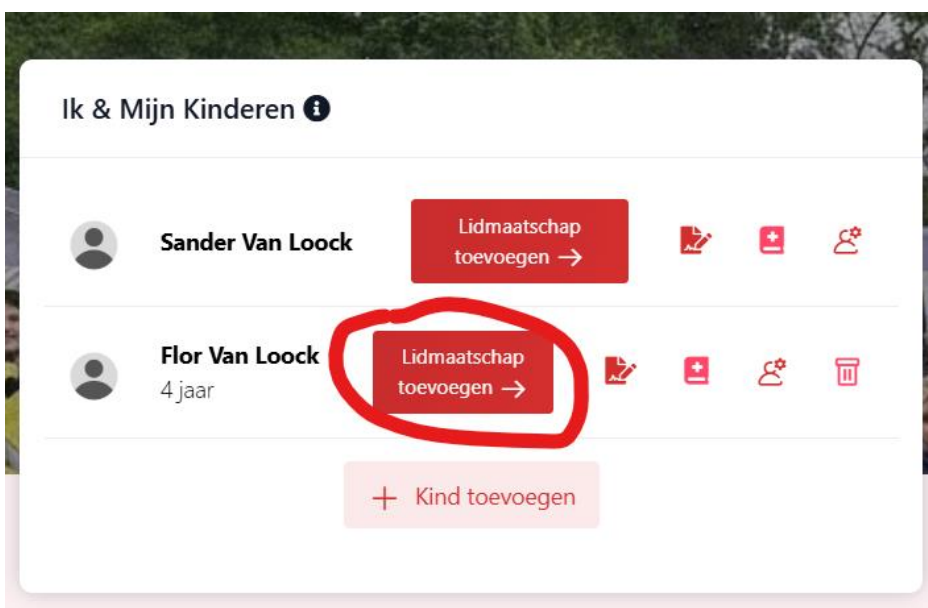 Ik & Mijn Kinderen
Sander Van Loock
Lidmaatschap
toevoegen →
Flor Van Loock
4 jaar
Lidmaatschap
toevoegen →
+ Kind toevoegen